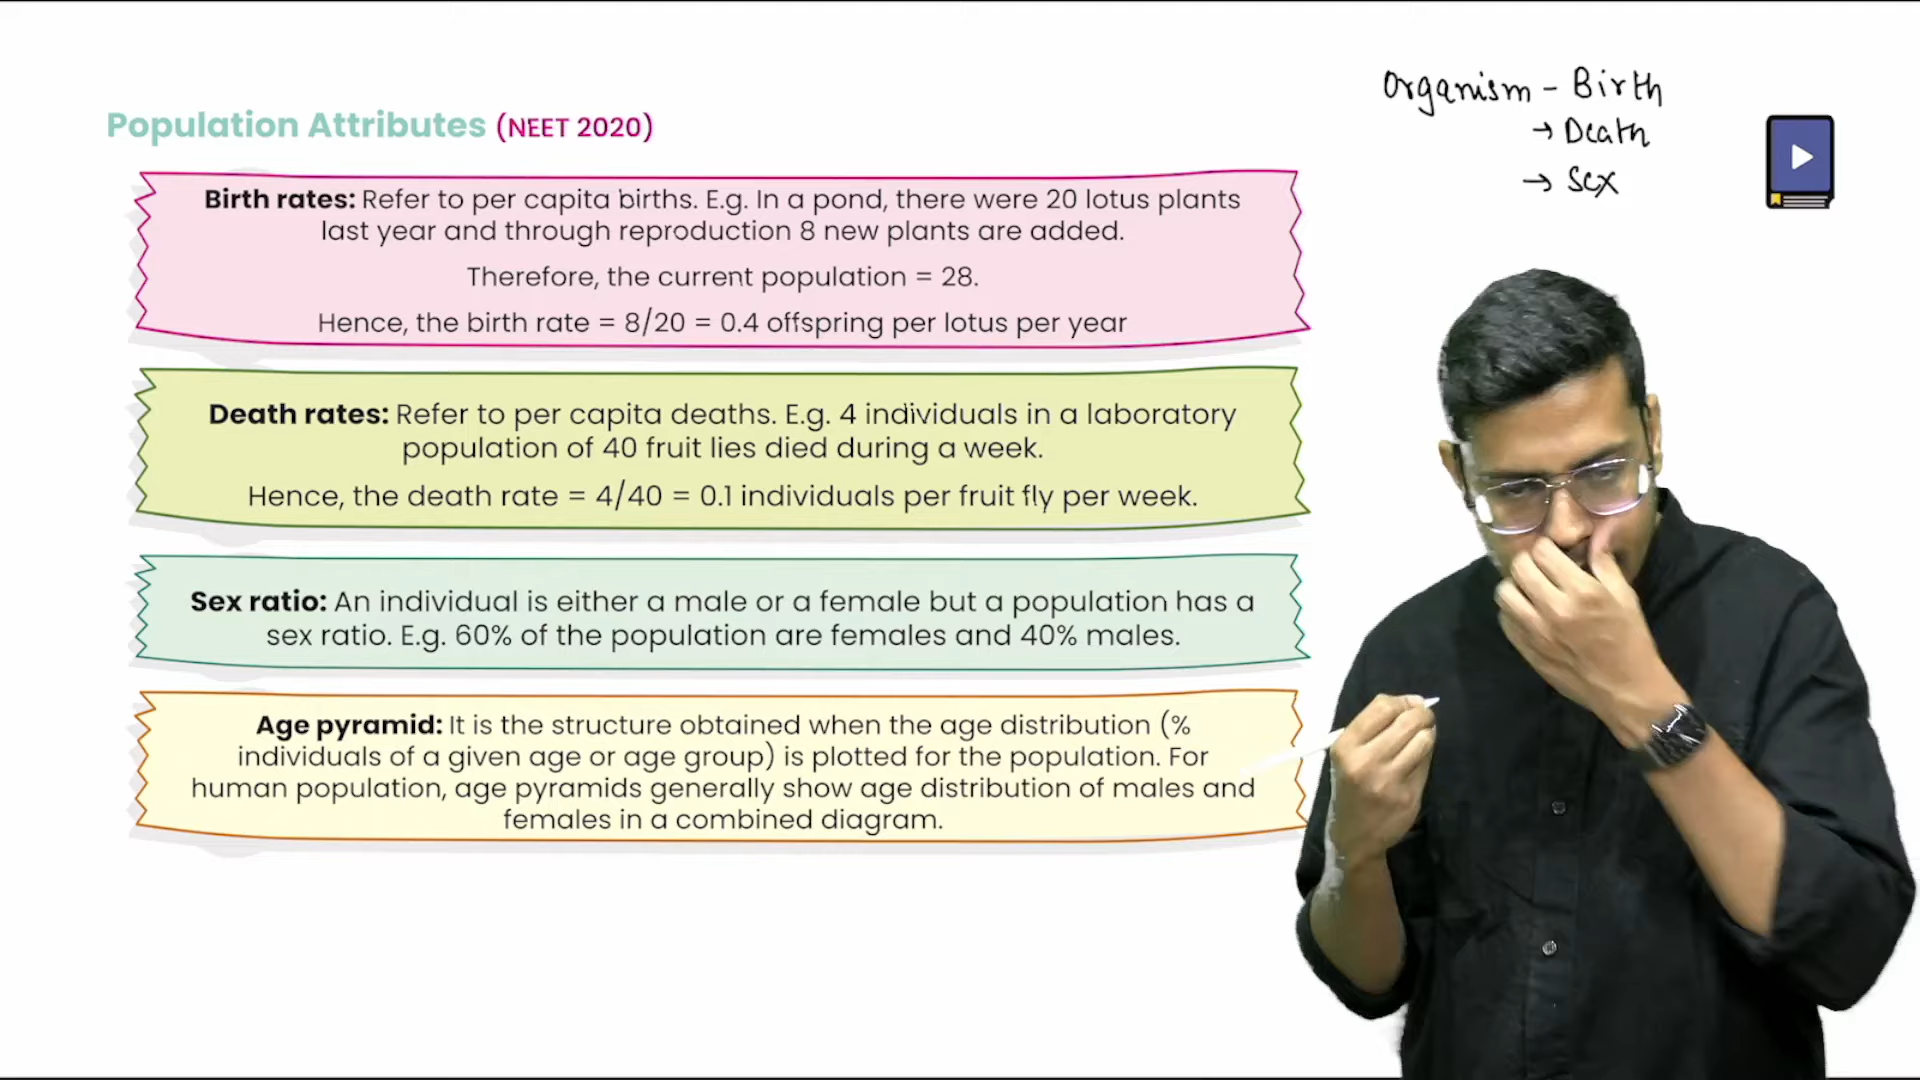 Organism - Birth
→ Death
→ Sex
Population Attributes (NEET 2020)
Birth rates: Refer to per capita births. E.g. In a pond, there were 20 lotus plants
last year and through reproduction 8 new plants are added.
Therefore, the current population = 28.
Hence, the birth rate = 8/20 = 0.4 offspring per lotus per year
Death rates: Refer to per capita deaths. E.g. 4 individuals in a laboratory
population of 40 fruit lies died during a week.
Hence, the death rate = 4/40 = 0.1 individuals per fruit fly per week.
Sex ratio: An individual is either a male or a female but a population has a
sex ratio. E.g. 60% of the population are females and 40% males.
Age pyramid: It is the structure obtained when the age distribution (%
individuals of a given age or age group) is plotted for the population. For
human population, age pyramids generally show age distribution of males and
females in a combined diagram.